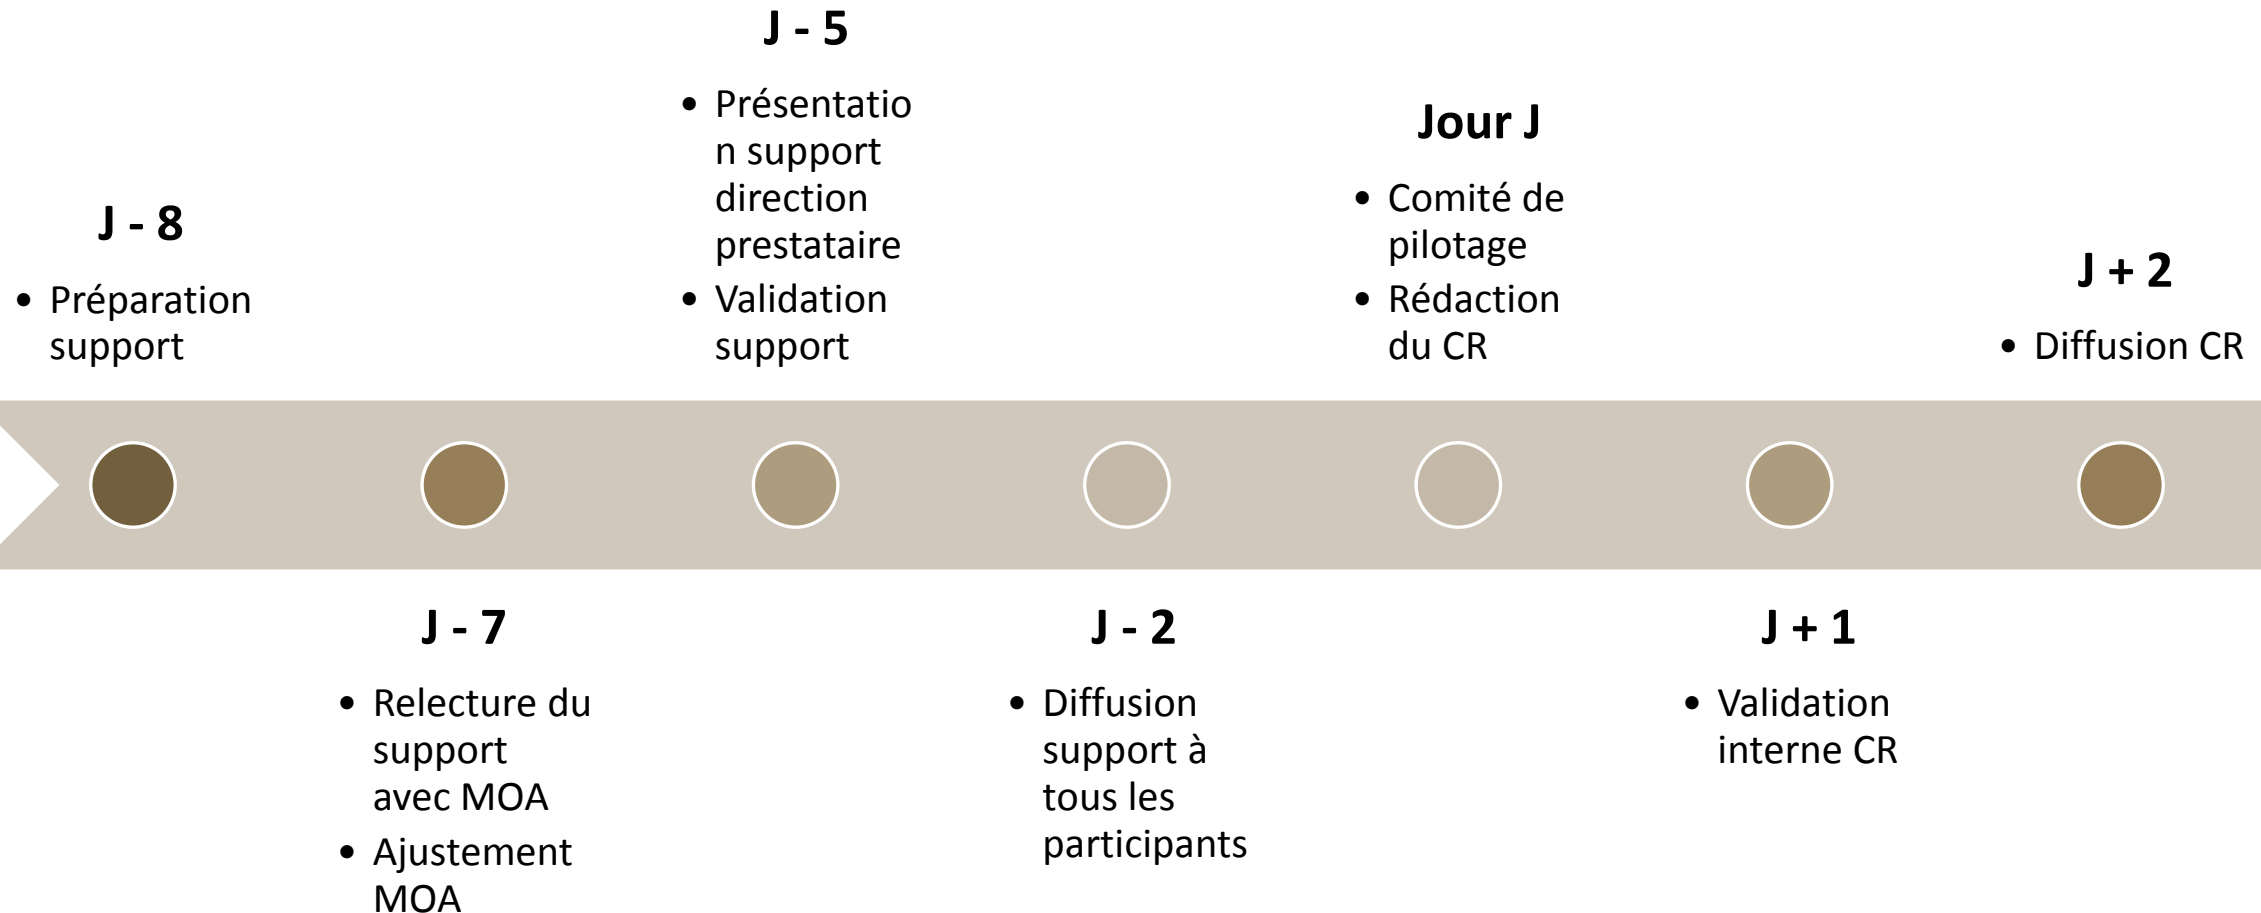 J - 8
• Préparation
support
J - 7
• Relecture du
support
avec MOA
• Ajustement
MOA
J - 5
• Présentatio
n support
direction
prestataire
• Validation
support
J - 2
• Diffusion
support à
tous les
participants
Jour J
• Comité de
pilotage
• Rédaction
du CR
J + 1
• Validation
interne CR
J + 2
• Diffusion CR